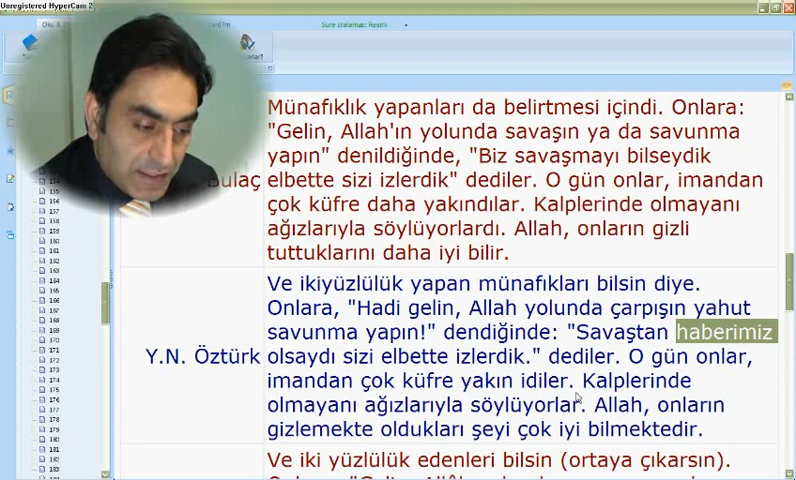 Unregistered HyperCam 2
Sure sıralaması: Resmi
Münafıklık yapanları da belirtmesi içindi. Onlara:
"Gelin, Allah'ın yolunda savaşın ya da savunma
yapın" denildiğinde, "Biz savaşmayı bilseydik
Bulaç elbette sizi izlerdik" dediler. O gün onlar, imandan
çok küfre daha yakındılar. Kalplerinde olmayanı
ağızlarıyla söylüyorlardı. Allah, onların gizli
tuttuklarını daha iyi bilir.
Ve ikiyüzlülük yapan münafıkları bilsin diye.
Onlara, "Hadi gelin, Allah yolunda çarpışın yahut
savunma yapın!" dendiğinde: "Savaştan haberimiz
Y.N. Öztürk olsaydı sizi elbette izlerdik." dediler. O gün onlar,
imandan çok küfre yakın idiler. Kalplerinde
olmayanı ağızlarıyla söylüyorlar. Allah, onların
gizlemekte oldukları şeyi çok iyi bilmektedir.
Ve iki yüzlülük edenleri bilsin (ortaya çıkarsın).